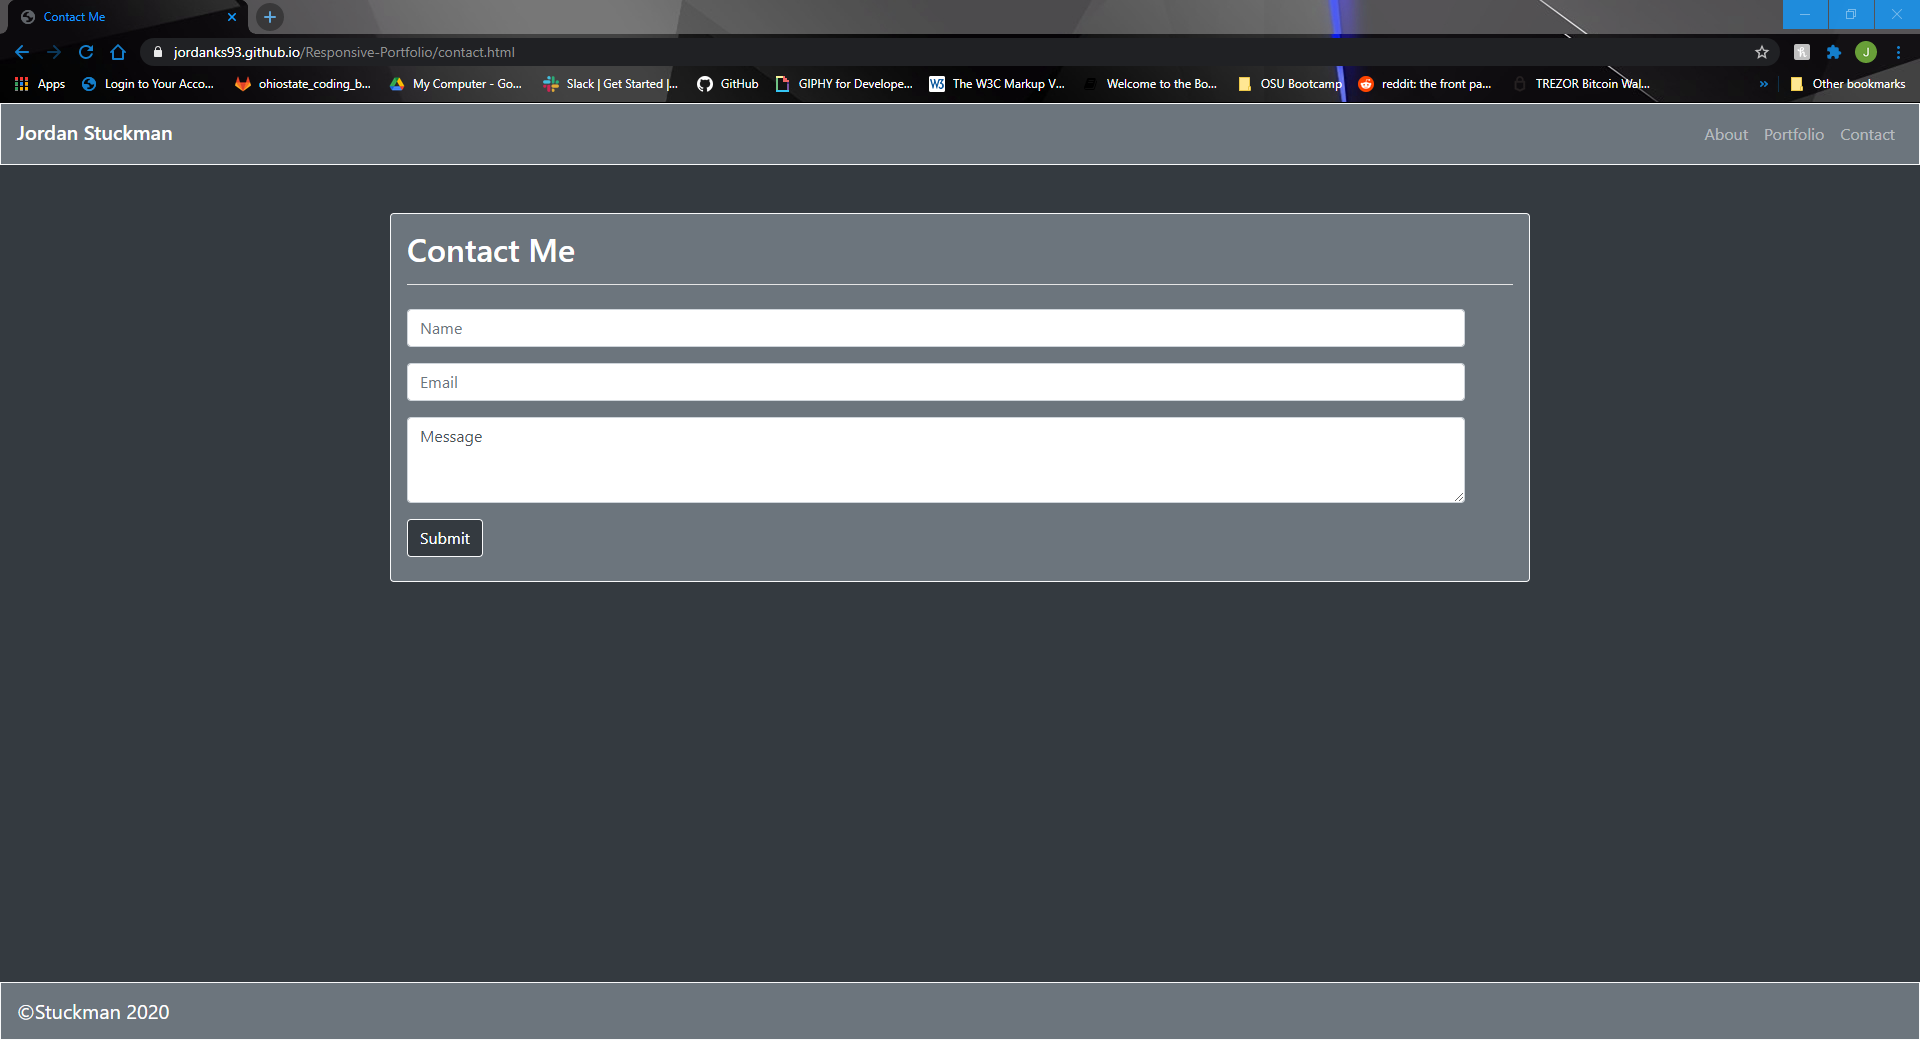 Contact Me
jordanks93.github.io/Responsive-Portfolio/contact.html
J
Apps Login to Your Acco... ohiostate_coding_b... My Computer - Go... Slack | Get Started |... GitHub GIPHY for Develope... W3 The W3C Markup V... Welcome to the Bo... OSU Bootcamp reddit: the front pa... TREZOR Bitcoin Wal... » Other bookmarks
Jordan Stuckman About Portfolio Contact
Contact Me
Name
Email
Message
Submit
©Stuckman 2020